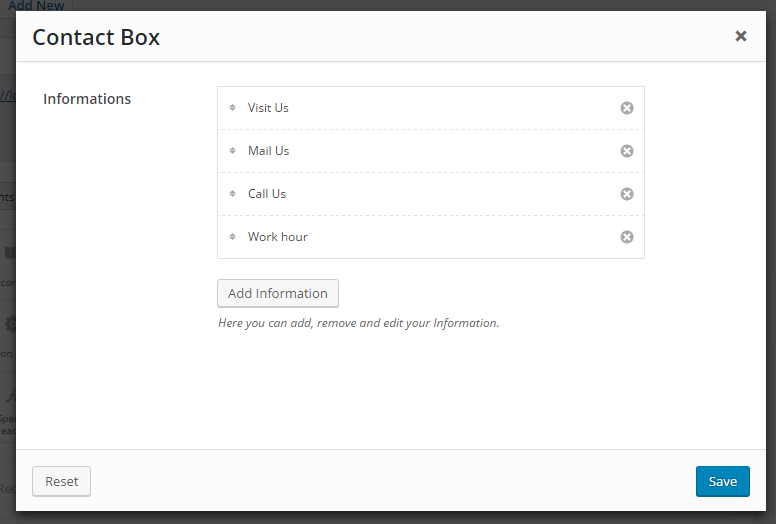 Add New
Contact Box
Informations
Visit Us
Mail Us
Call Us
Work hour
Add Information
Here you can add, remove and edit your Information.
Reset
Save